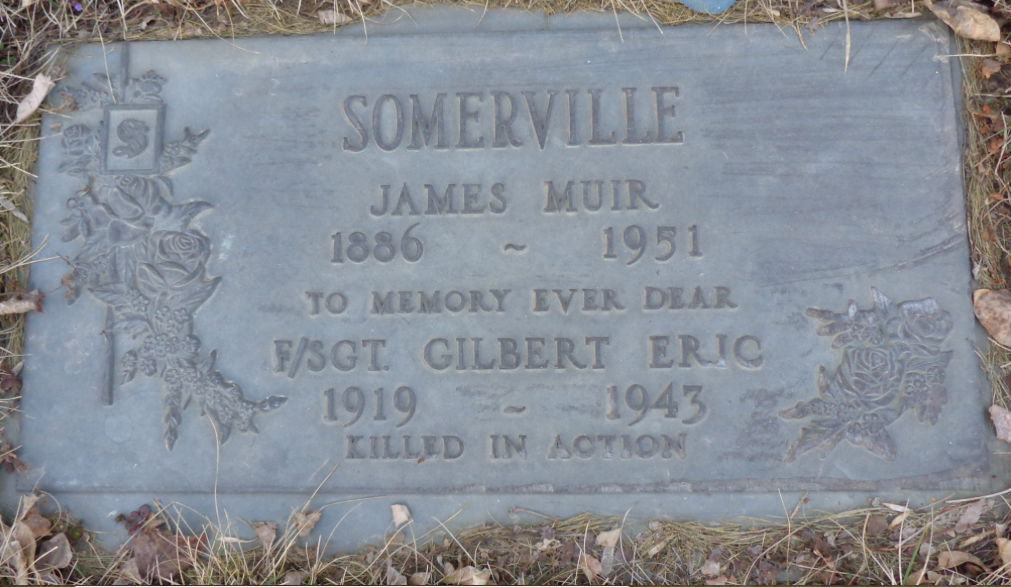 S
SOMERVILLE
JAMES MUIR
1886 ~ 1951
TO MEMORY EVER DEAR
F/SGT. GILBERT ERIC
1919 ~ 1943
KILLED IN ACTION